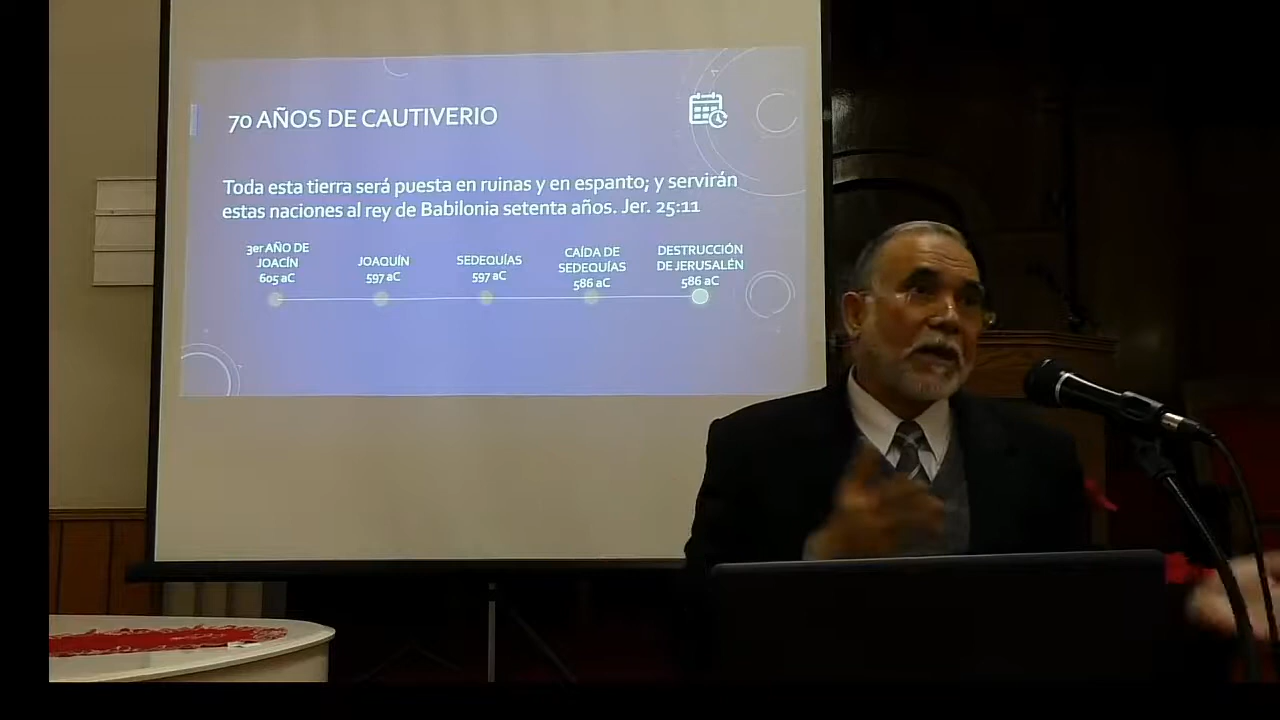 70 AÑOS DE CAUTIVERIO
Toda esta tierra será puesta en ruinas y en espanto; y servirán
estas naciones al rey de Babilonia setenta años. Jer. 25:11
3er AÑO DE
JOACÍN
605 aC
JOAQUÍN
597 aC
SEDEQUÍAS
597 aC
CAÍDA DE
SEDEQUÍAS
586 aC
DESTRUCCIÓN
DE JERUSALÉN
586 aC